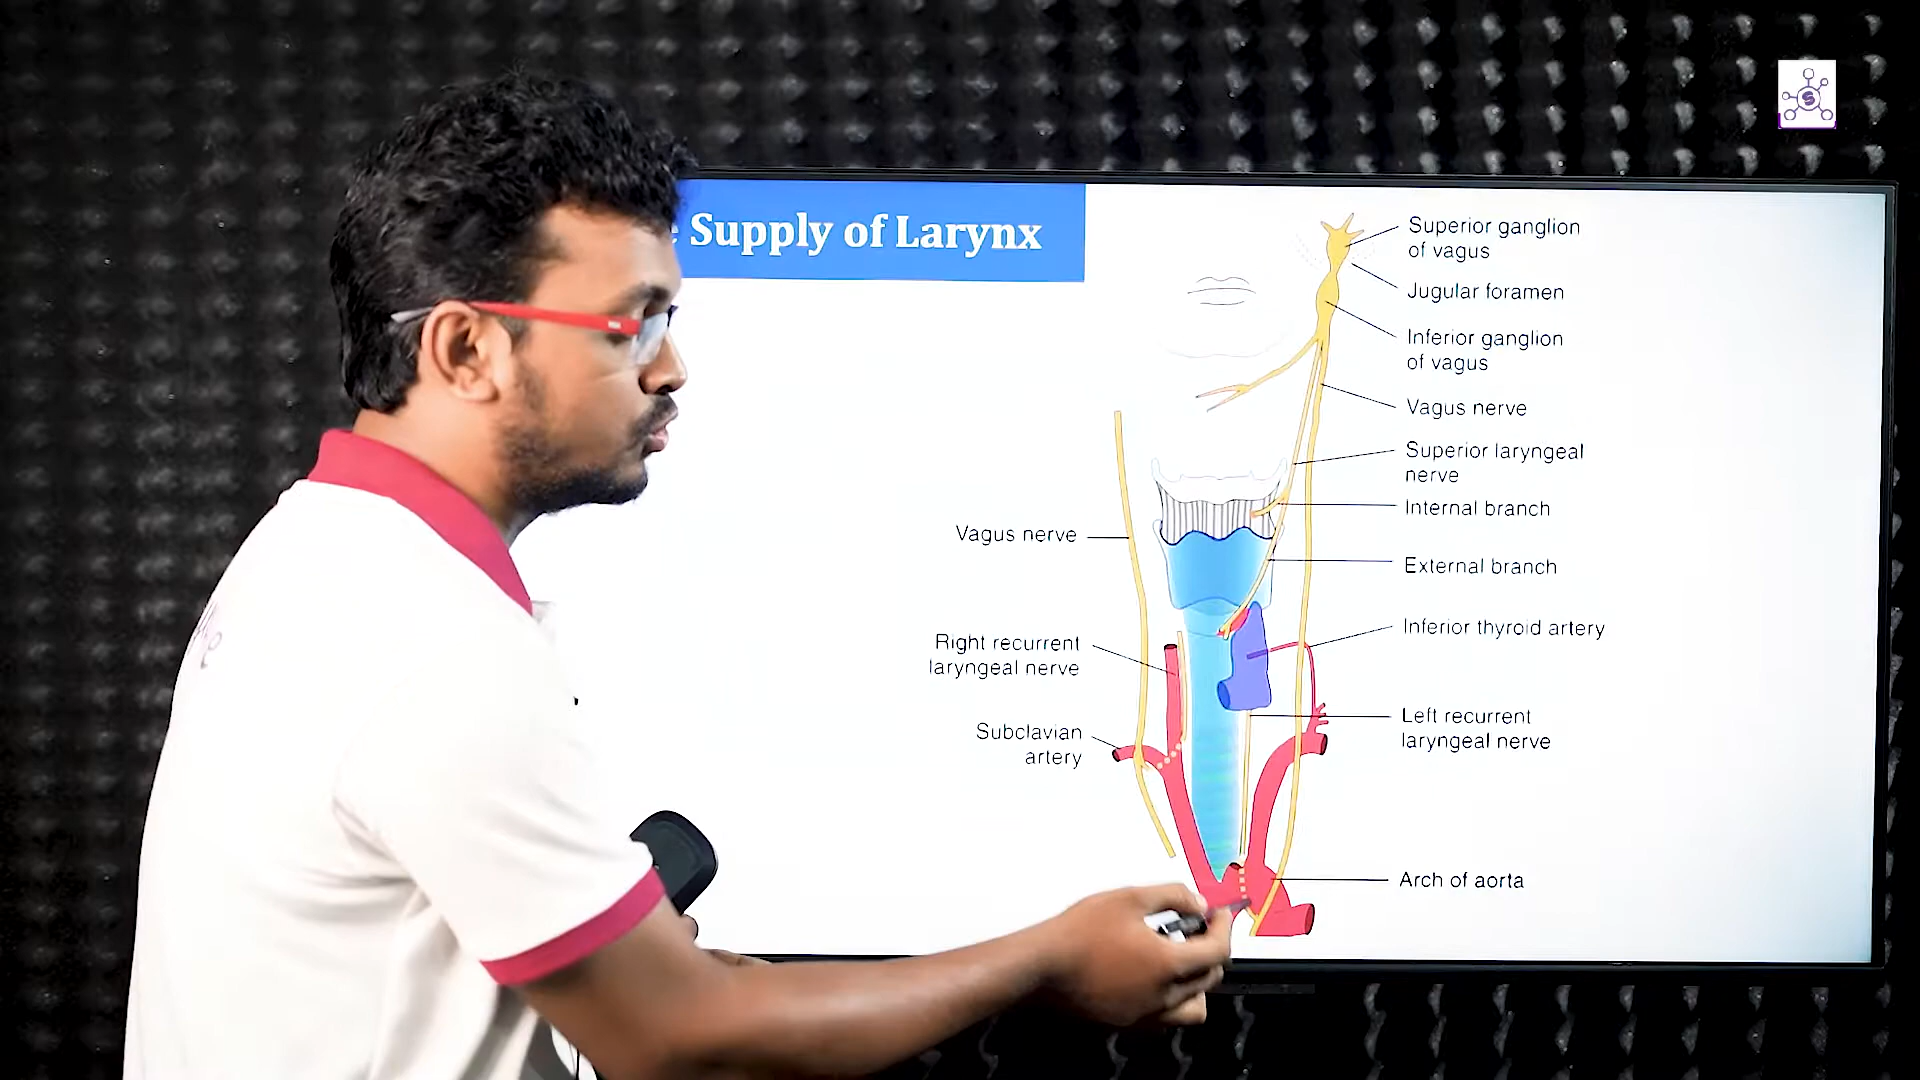 Supply of Larynx
Superior ganglion
of vagus
Jugular foramen
Inferior ganglion
of vagus
Vagus nerve
Superior laryngeal
nerve
Internal branch
External branch
Inferior thyroid artery
Left recurrent
laryngeal nerve
Arch of aorta
Vagus nerve
Right recurrent
laryngeal nerve
Subclavian
artery
S